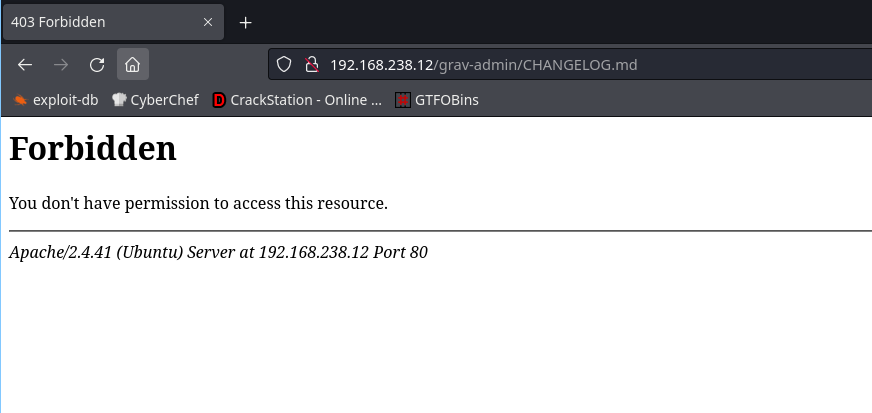 403 Forbidden
192.168.238.12/grav-admin/CHANGELOG.md
exploit-db CyberChef CrackStation - Online ... GTFOBins
Forbidden
You don't have permission to access this resource.
Apache/2.4.41 (Ubuntu) Server at 192.168.238.12 Port 80